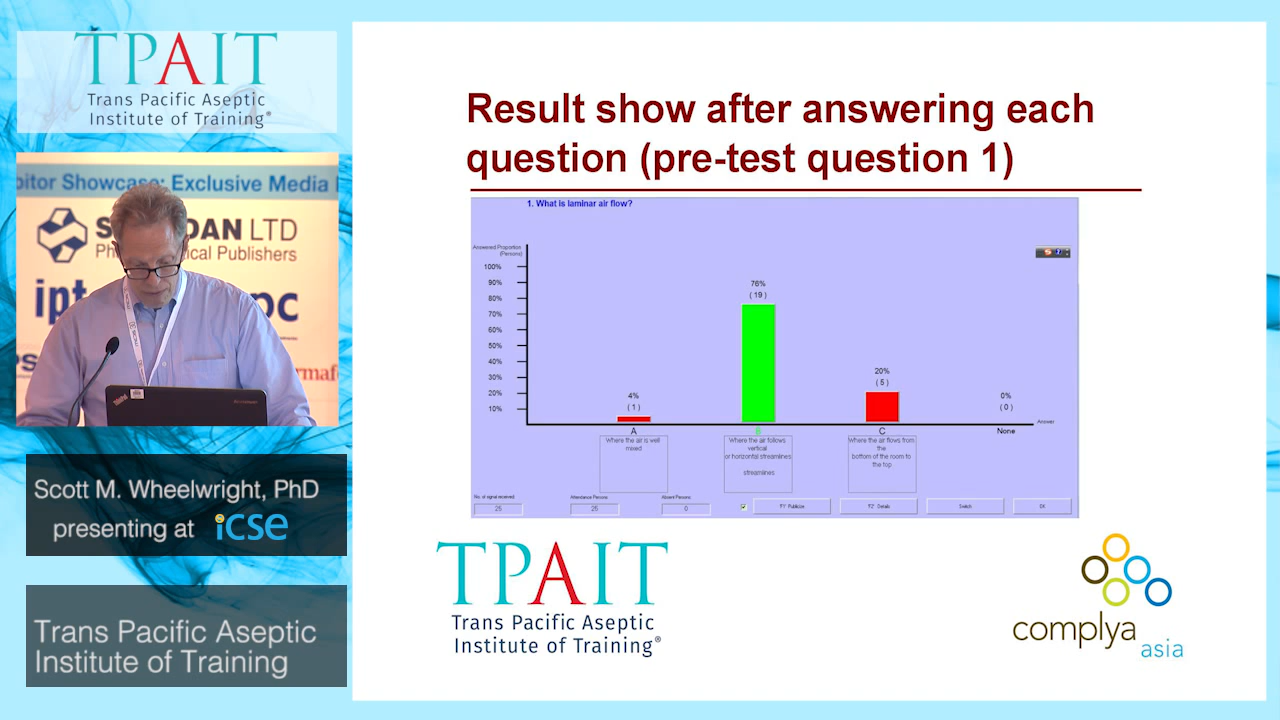 TPAIT
Trans Pacific Aseptic
Institute of Training®
bitor Showcase: Exclusive Media
LTD
Publishers
ipt
pc
Scott M. Wheelwright, PhD
presenting at icse
Trans Pacific Aseptic
Institute of Training
Result show after answering each
question (pre-test question 1)
1. What is laminar air flow?
Answered Proportion
(Persons)
100%
90%
80%
70%
60%
50%
40%
30%
20%
10%
4%
( 1 )
76%
( 19 )
20%
( 5 )
0%
( 0 )
Answer
A
B
C
None
Where the air is well
mixed
Where the air follows
vertical
or horizontal streamlines
streamlines
Where the air flows from
the
bottom of the room to
the top
No. of signal received
25
Attendance Persons
25
Absent Persons
0
Publicize
Details
Switch
OK
TPAIT
Trans Pacific Aseptic
Institute of Training®
complya
asia